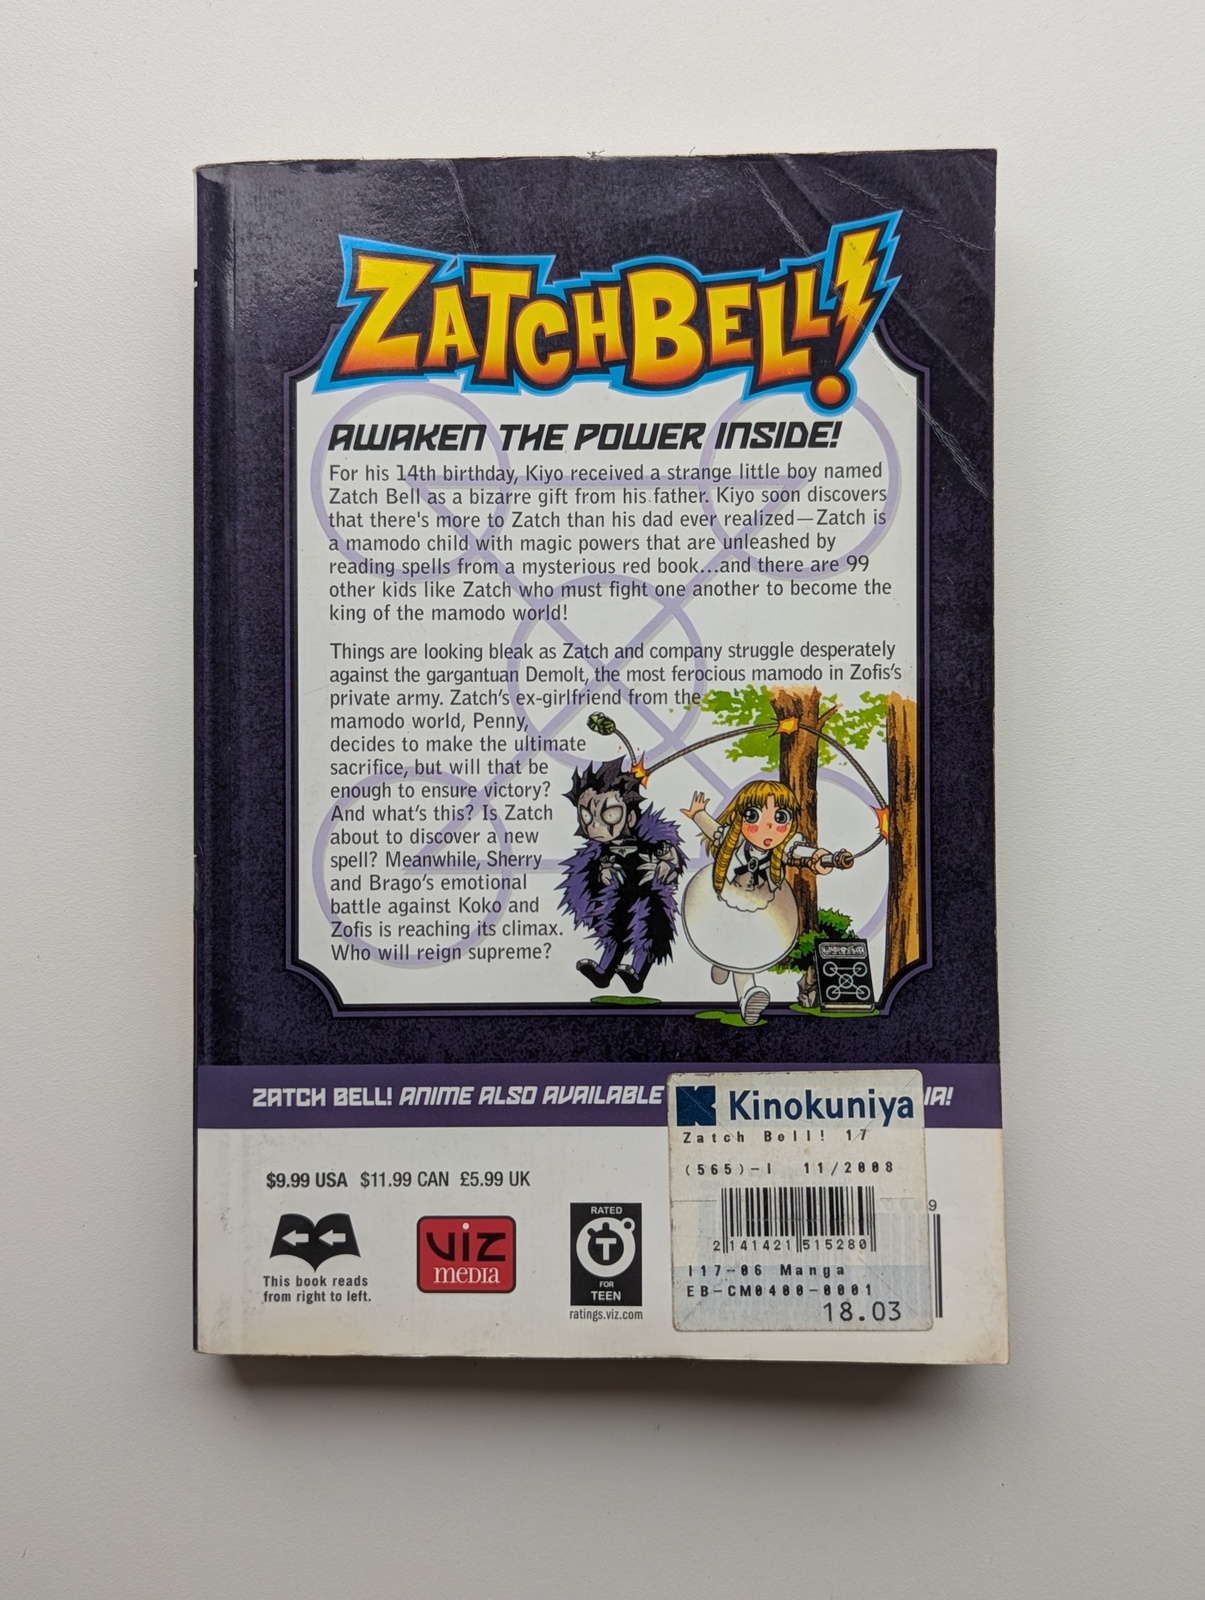 ZATCHBELL!
AWAKEN THE POWER INSIDE!
For his 14th birthday, Kiyo received a strange little boy named
Zatch Bell as a bizarre gift from his father. Kiyo soon discovers
that there's more to Zatch than his dad ever realized—Zatch is
a mamodo child with magic powers that are unleashed by
reading spells from a mysterious red book...and there are 99
other kids like Zatch who must fight one another to become the
king of the mamodo world!
Things are looking bleak as Zatch and company struggle desperately
against the gargantuan Demolt, the most ferocious mamodo in Zofis's
private army. Zatch's ex-girlfriend from the
mamodo world, Penny,
decides to make the ultimate
sacrifice, but will that be
enough to ensure victory?
And what's this? Is Zatch
about to discover a new
spell? Meanwhile, Sherry
and Brago's emotional
battle against Koko and
Zofis is reaching its climax.
Who will reign supreme?
ZATCH BELL! ANIME ALSO AVAILABLE
Kinokuniya
Zatch Bell! 17
(565)-I 11/2008
2 141421 515280
I17-06 Manga
EB-CM0400-0001
18.03
9
$9.99 USA $11.99 CAN £5.99 UK
This book reads
from right to left.
VIZ
MEDIA
RATED
T
FOR
TEEN
ratings.viz.com